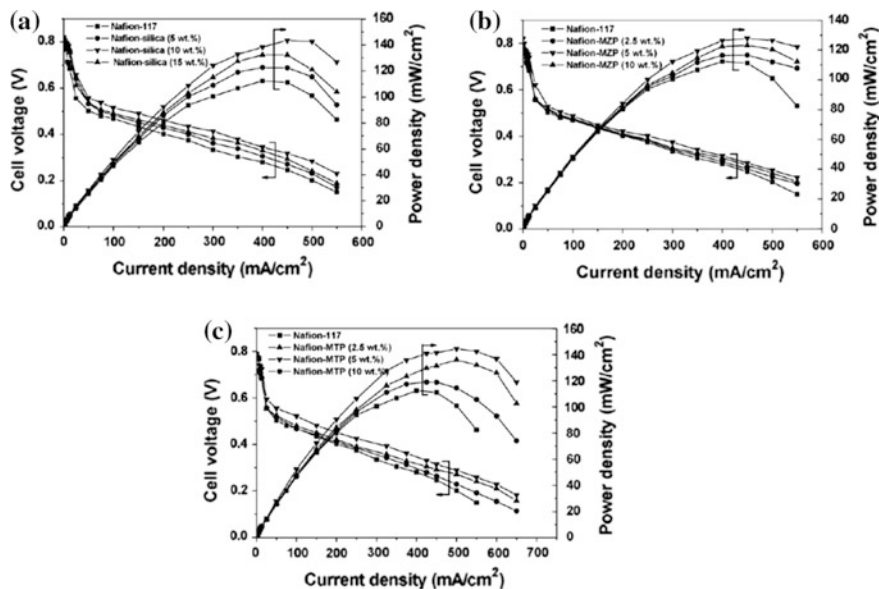 (a)
Nafion-117
Nafion-silica (5 wt.%)
Nafion-silica (10 wt.%)
Nafion-silica (15 wt.%)
Cell voltage (V)
0.8
0.6
0.4
0.2
0.0
160
140
120
100
80
60
40
20
0
Power density (mW/cm²)
0 100 200 300 400 500 600
Current density (mA/cm²)
(b)
Nafion-117
Nafion-MZP (2.5 wt.%)
Nafion-MZP (5 wt.%)
Nafion-MZP (10 wt.%)
Cell voltage (V)
0.8
0.6
0.4
0.2
0.0
140
120
100
80
60
40
20
0
Power density (mW/cm²)
0 100 200 300 400 500 600
Current density (mA/cm²)
(c)
Nafion-117
Nafion-MTP (2.5 wt.%)
Nafion-MTP (5 wt.%)
Nafion-MTP (10 wt.%)
Cell voltage (V)
0.8
0.6
0.4
0.2
0.0
160
140
120
100
80
60
40
20
0
Power density (mW/cm²)
0 100 200 300 400 500 600 700
Current density (mA/cm²)